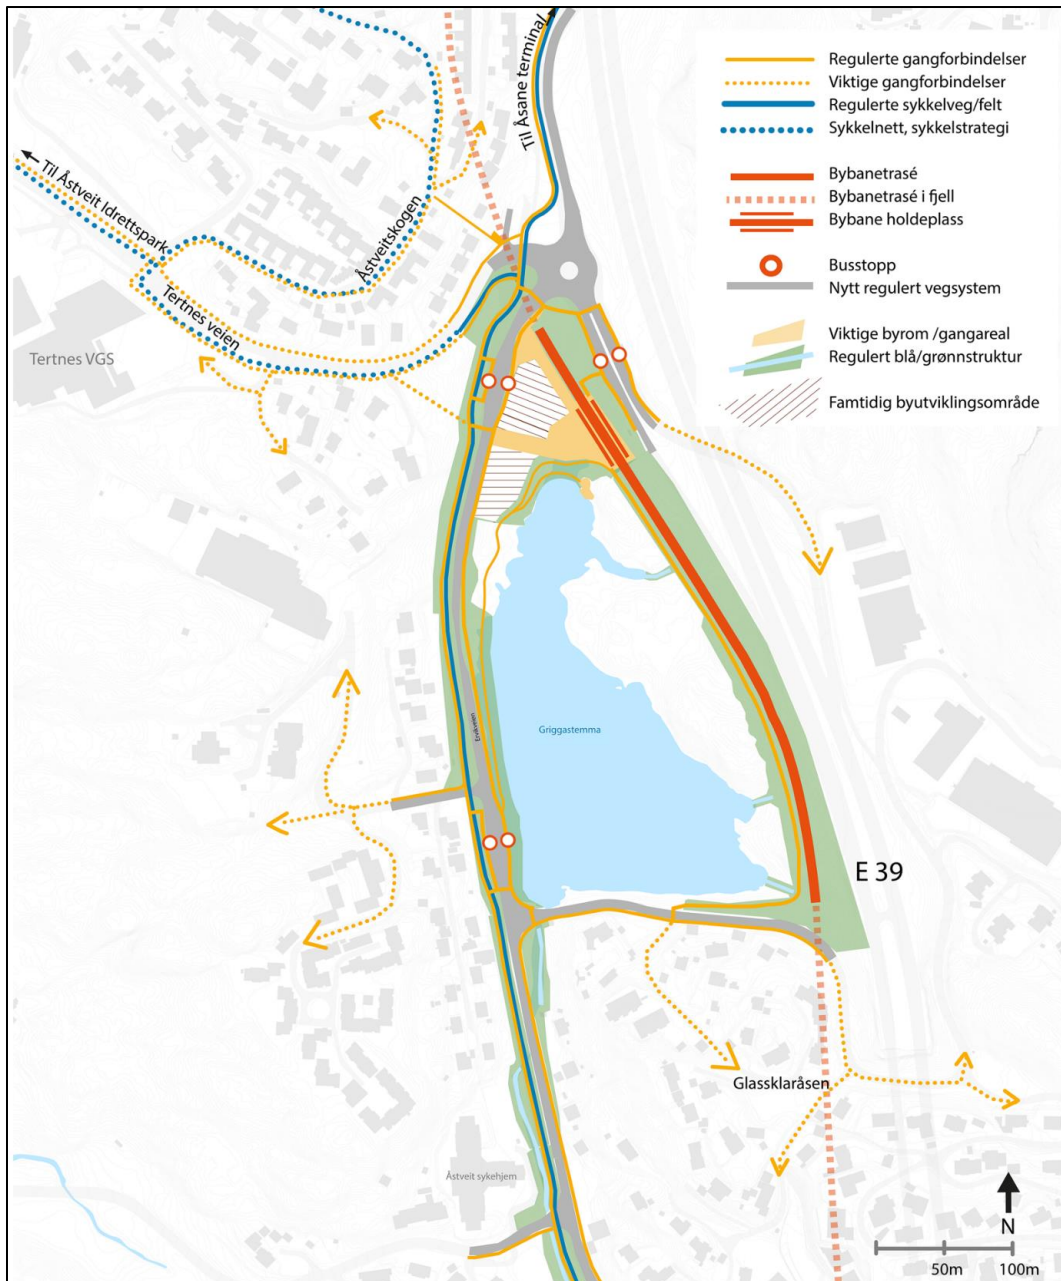 Til Åsane terminal
Regulerte gangforbindelser
Viktige gangforbindelser
Regulerte sykkelveg/felt
Sykkelnett, sykkelstrategi
Bybanetrasé
Bybanetrasé i fjell
Bybane holdeplass
Busstopp
Nytt regulert vegsystem
Viktige byrom /gangareal
Regulert blå/grønnstruktur
Famtidig byutviklingsområde
Til Åstveit Idrettspark
Åstveitskogen
Tertnes veien
Tertnes VGS
Griggastemma
E 39
Glassklaråsen
Åstveit sykehjem
N
50m 100m